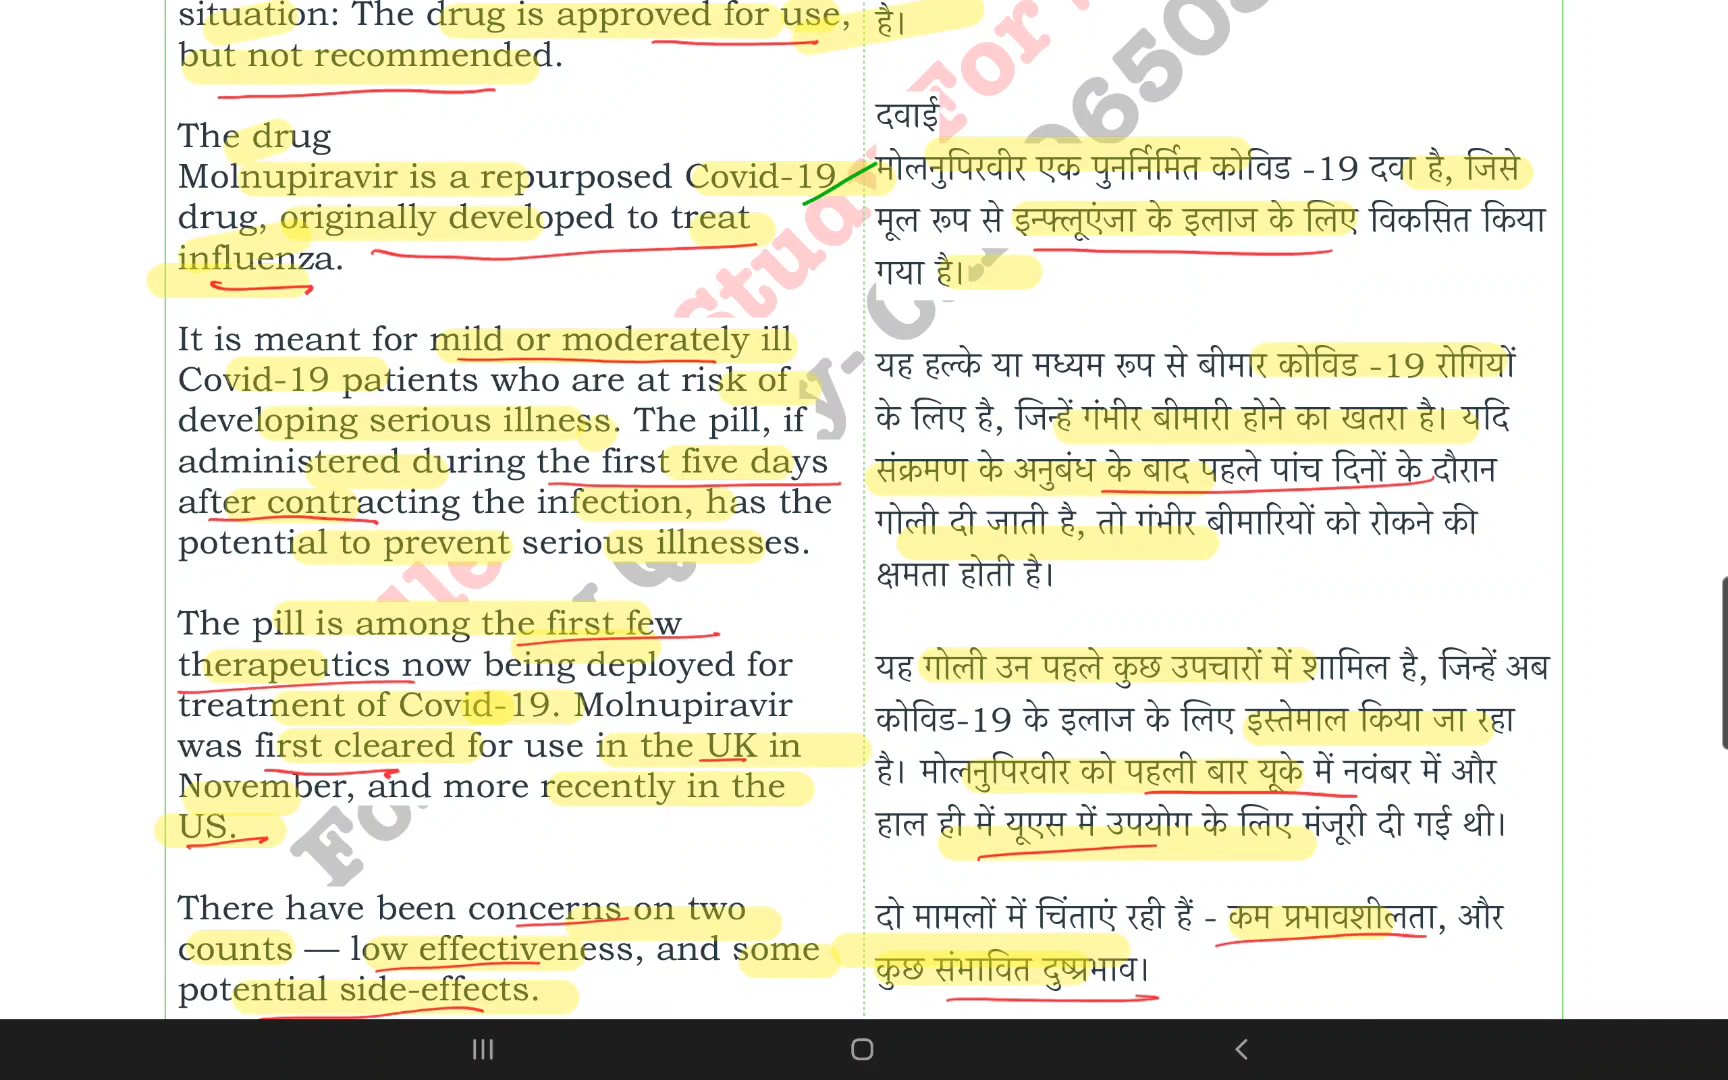 situation: The drug is approved for use,
but not recommended.
The drug
Molnupiravir is a repurposed Covid-19
drug, originally developed to treat
influenza.
It is meant for mild or moderately ill
Covid-19 patients who are at risk of
developing serious illness. The pill, if
administered during the first five days
after contracting the infection, has the
potential to prevent serious illnesses.
The pill is among the first few
therapeutics now being deployed for
treatment of Covid-19. Molnupiravir
was first cleared for use in the UK in
November, and more recently in the
US.
There have been concerns on two
counts — low effectiveness, and some
potential side-effects.
है।
दवाई
मोलनुपिरवीर एक पुनर्निर्मित कोविड -19 दवा है, जिसे
मूल रूप से इन्फ्लूएंजा के इलाज के लिए विकसित किया
गया है।
यह हल्के या मध्यम रूप से बीमार कोविड -19 रोगियों
के लिए है, जिन्हें गंभीर बीमारी होने का खतरा है। यदि
संक्रमण के अनुबंध के बाद पहले पांच दिनों के दौरान
गोली दी जाती है, तो गंभीर बीमारियों को रोकने की
क्षमता होती है।
यह गोली उन पहले कुछ उपचारों में शामिल है, जिन्हें अब
कोविड-19 के इलाज के लिए इस्तेमाल किया जा रहा
है। मोलनुपिरवीर को पहली बार यूके में नवंबर में और
हाल ही में यूएस में उपयोग के लिए मंजूरी दी गई थी।
दो मामलों में चिंताएं रही हैं - कम प्रभावशीलता, और
कुछ संभावित दुष्प्रभाव।